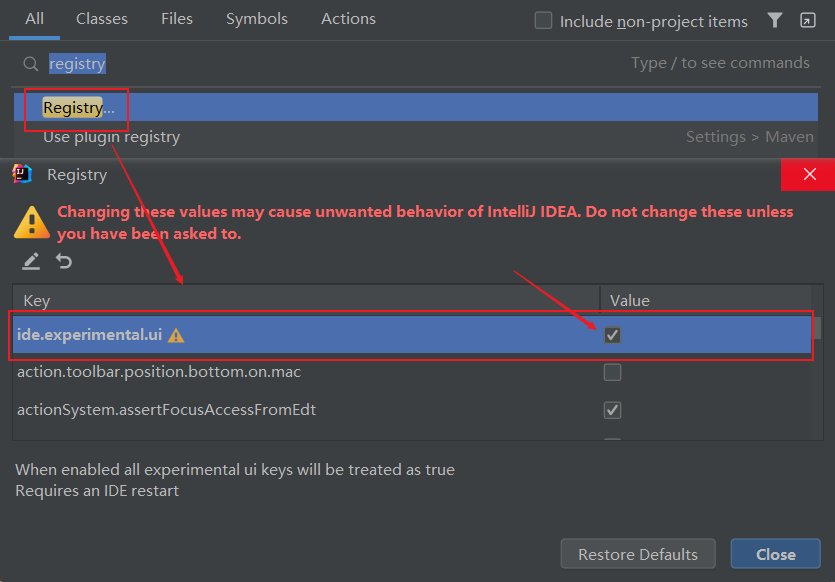 All Classes Files Symbols Actions Include non-project items
registry Type / to see commands
Registry...
Use plugin registry Settings > Maven
Registry
Changing these values may cause unwanted behavior of IntelliJ IDEA. Do not change these unless
you have been asked to.
Key Value
ide.experimental.ui
action.toolbar.position.bottom.on.mac
actionSystem.assertFocusAccessFromEdt
When enabled all experimental ui keys will be treated as true
Requires an IDE restart
Restore Defaults Close